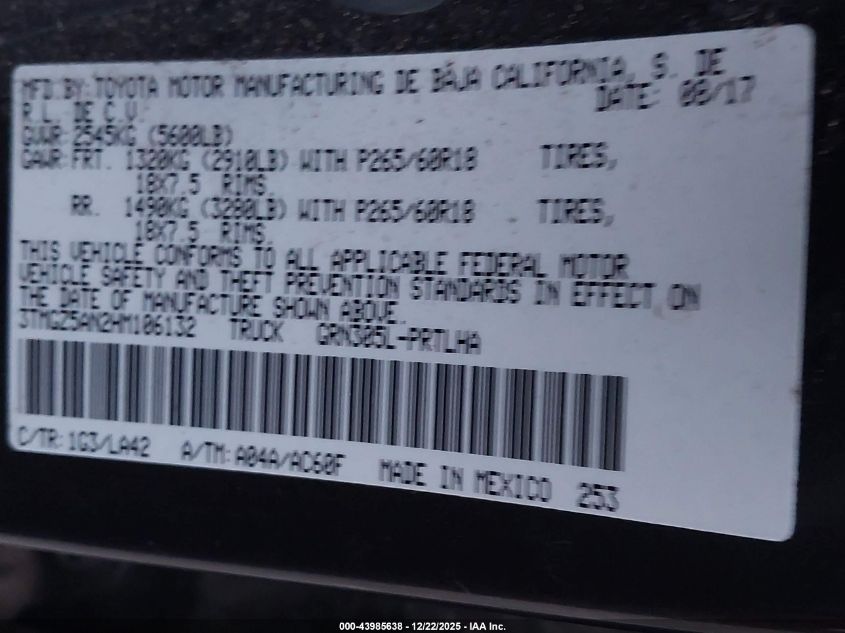 MFD.BY:TOYOTA MOTOR MANUFACTURING DE BAJA CALIFORNIA, S. DE
R.L. DE C.V. DATE: 08/17
GVWR:2545KG (5600LB)
GAWR:FRT. 1320KG (2910LB) WITH P265/60R18 TIRES,
18X7.5 RIMS.
RR. 1490KG (3280LB) WITH P265/60R18 TIRES,
18X7.5 RIMS.
THIS VEHICLE CONFORMS TO ALL APPLICABLE FEDERAL MOTOR
VEHICLE SAFETY AND THEFT PREVENTION STANDARDS IN EFFECT ON
THE DATE OF MANUFACTURE SHOWN ABOVE.
3TMGZ5AN2HM106132 TRUCK GRN305L-PRTLHA
C/TR:1G3/LA42 A/TM:A04A/AC60F MADE IN MEXICO 253
000-43985638 - 12/22/2025 - IAA Inc.